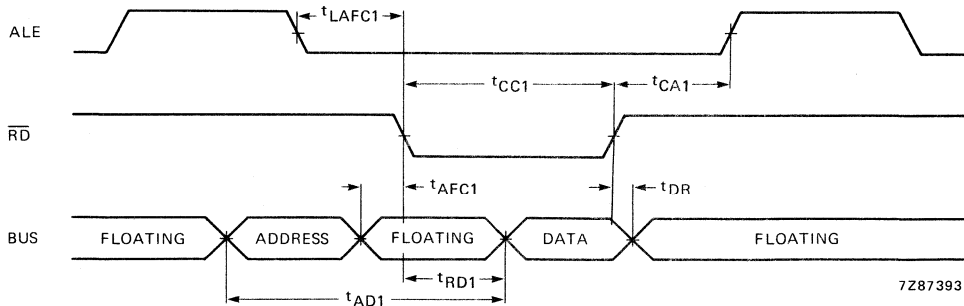 ALE
tLAFC1
tCC1
tCA1
RD
tAFC1
tDR
BUS
FLOATING
ADDRESS
FLOATING
DATA
FLOATING
tRD1
tAD1
7Z87393